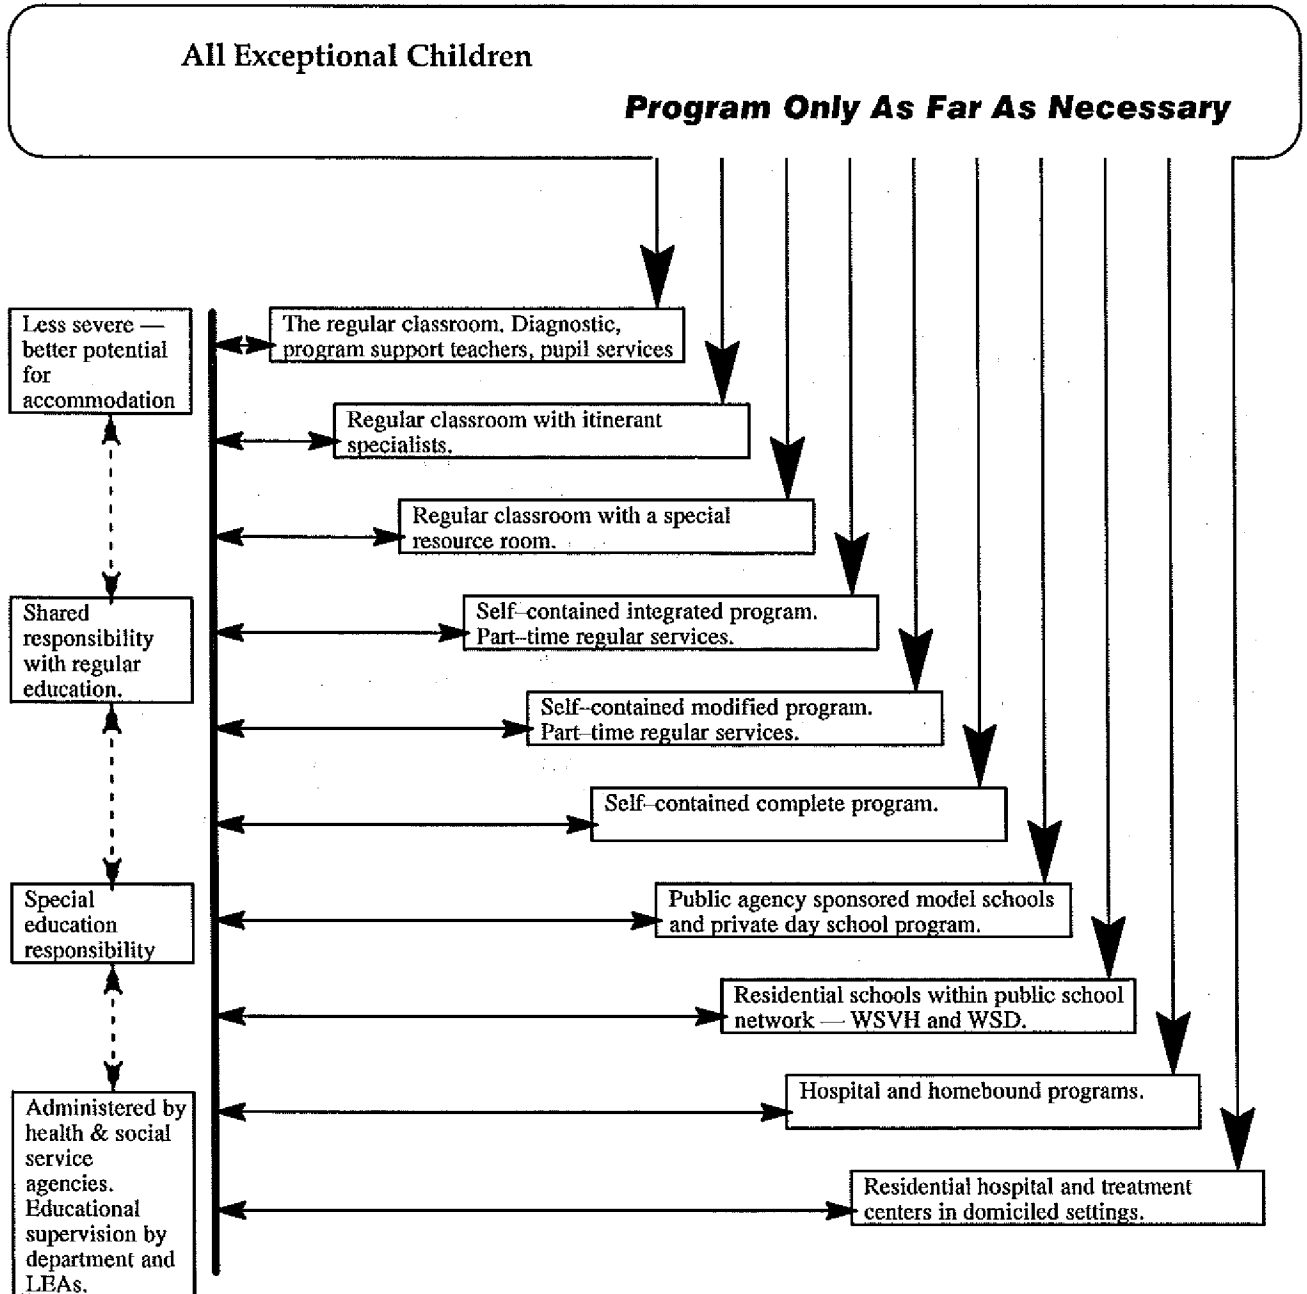 All Exceptional Children
Program Only As Far As Necessary
Less severe —
better potential
for
accommodation
The regular classroom. Diagnostic,
program support teachers, pupil services
Regular classroom with itinerant
specialists.
Regular classroom with a special
resource room.
Shared
responsibility
with regular
education.
Self-contained integrated program.
Part-time regular services.
Self-contained modified program.
Part-time regular services.
Self-contained complete program.
Special
education
responsibility
Public agency sponsored model schools
and private day school program.
Residential schools within public school
network — WSVH and WSD.
Hospital and homebound programs.
Administered by
health & social
service
agencies.
Educational
supervision by
department and
LEAs.
Residential hospital and treatment
centers in domiciled settings.